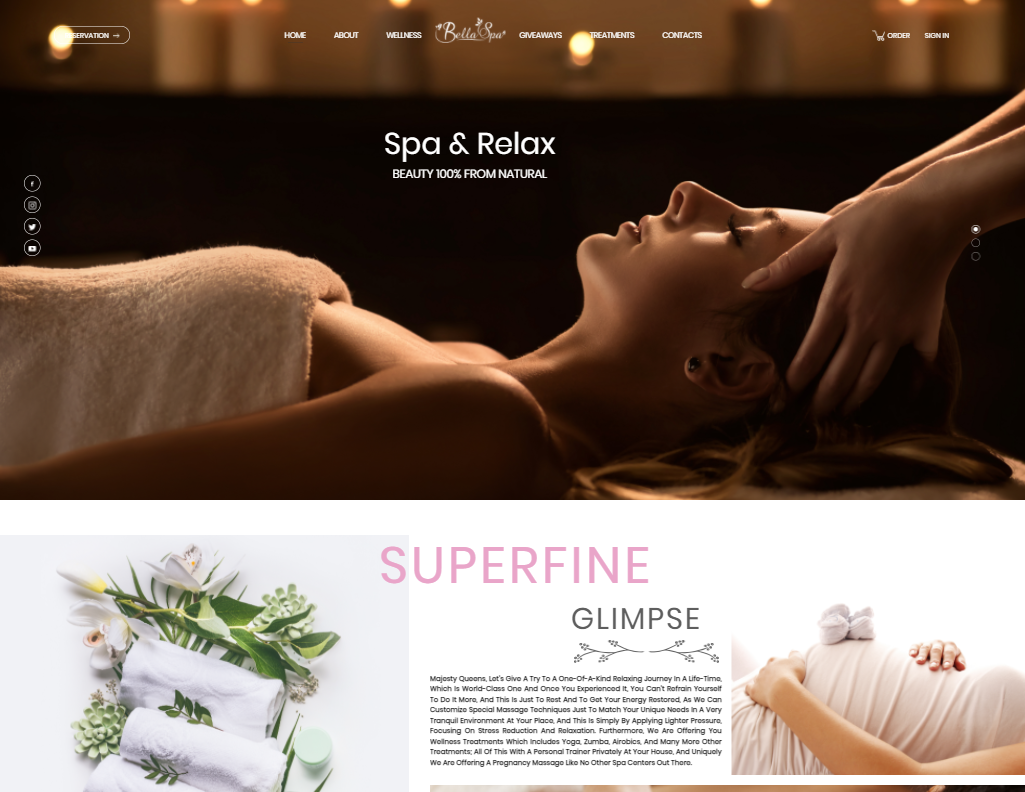 SERVATION HOME ABOUT WELLNESS Bella Spa GIVEAWAYS TREATMENTS CONTACTS ORDER SIGN IN
Spa & Relax
BEAUTY 100% FROM NATURAL
SUPERFINE
GLIMPSE
Majesty Queens, Let's Give A Try To A One-Of-A-Kind Relaxing Journey In A Life-Time,
Which Is World-Class One And Once You Experienced It, You Can't Refrain Yourself
To Do It More, And This Is Just To Rest And To Get Your Energy Restored, As We Can
Customize Special Massage Techniques Just To Match Your Unique Needs In A Very
Tranquil Environment At Your Place, And This Is Simply By Applying Lighter Pressure,
Focusing On Stress Reduction And Relaxation. Furthermore, We Are Offering You
Wellness Treatments Which Includes Yoga, Zumba, Airobics, And Many More Other
Treatments; All Of This With A Personal Trainer Privately At Your House, And Uniquely
We Are Offering A Pregnancy Massage Like No Other Spa Centers Out There.